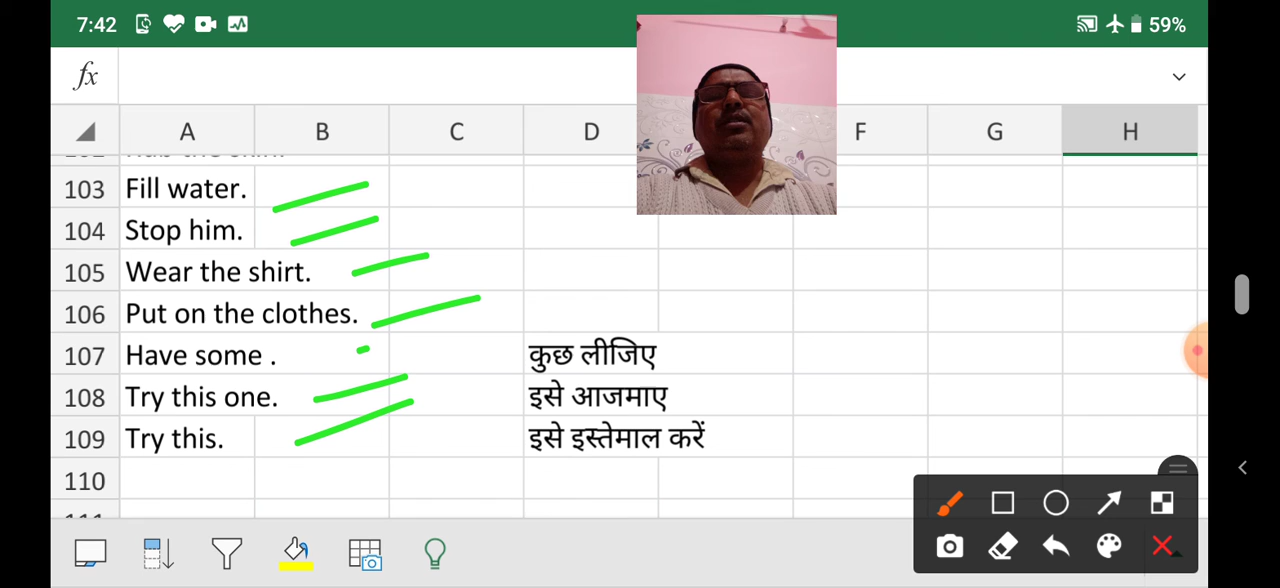 7:42 59%
fx
A B C D F G H
103 Fill water.
104 Stop him.
105 Wear the shirt.
106 Put on the clothes.
107 Have some . कुछ लीजिए
108 Try this one. इसे आजमाए
109 Try this. इसे इस्तेमाल करें
110